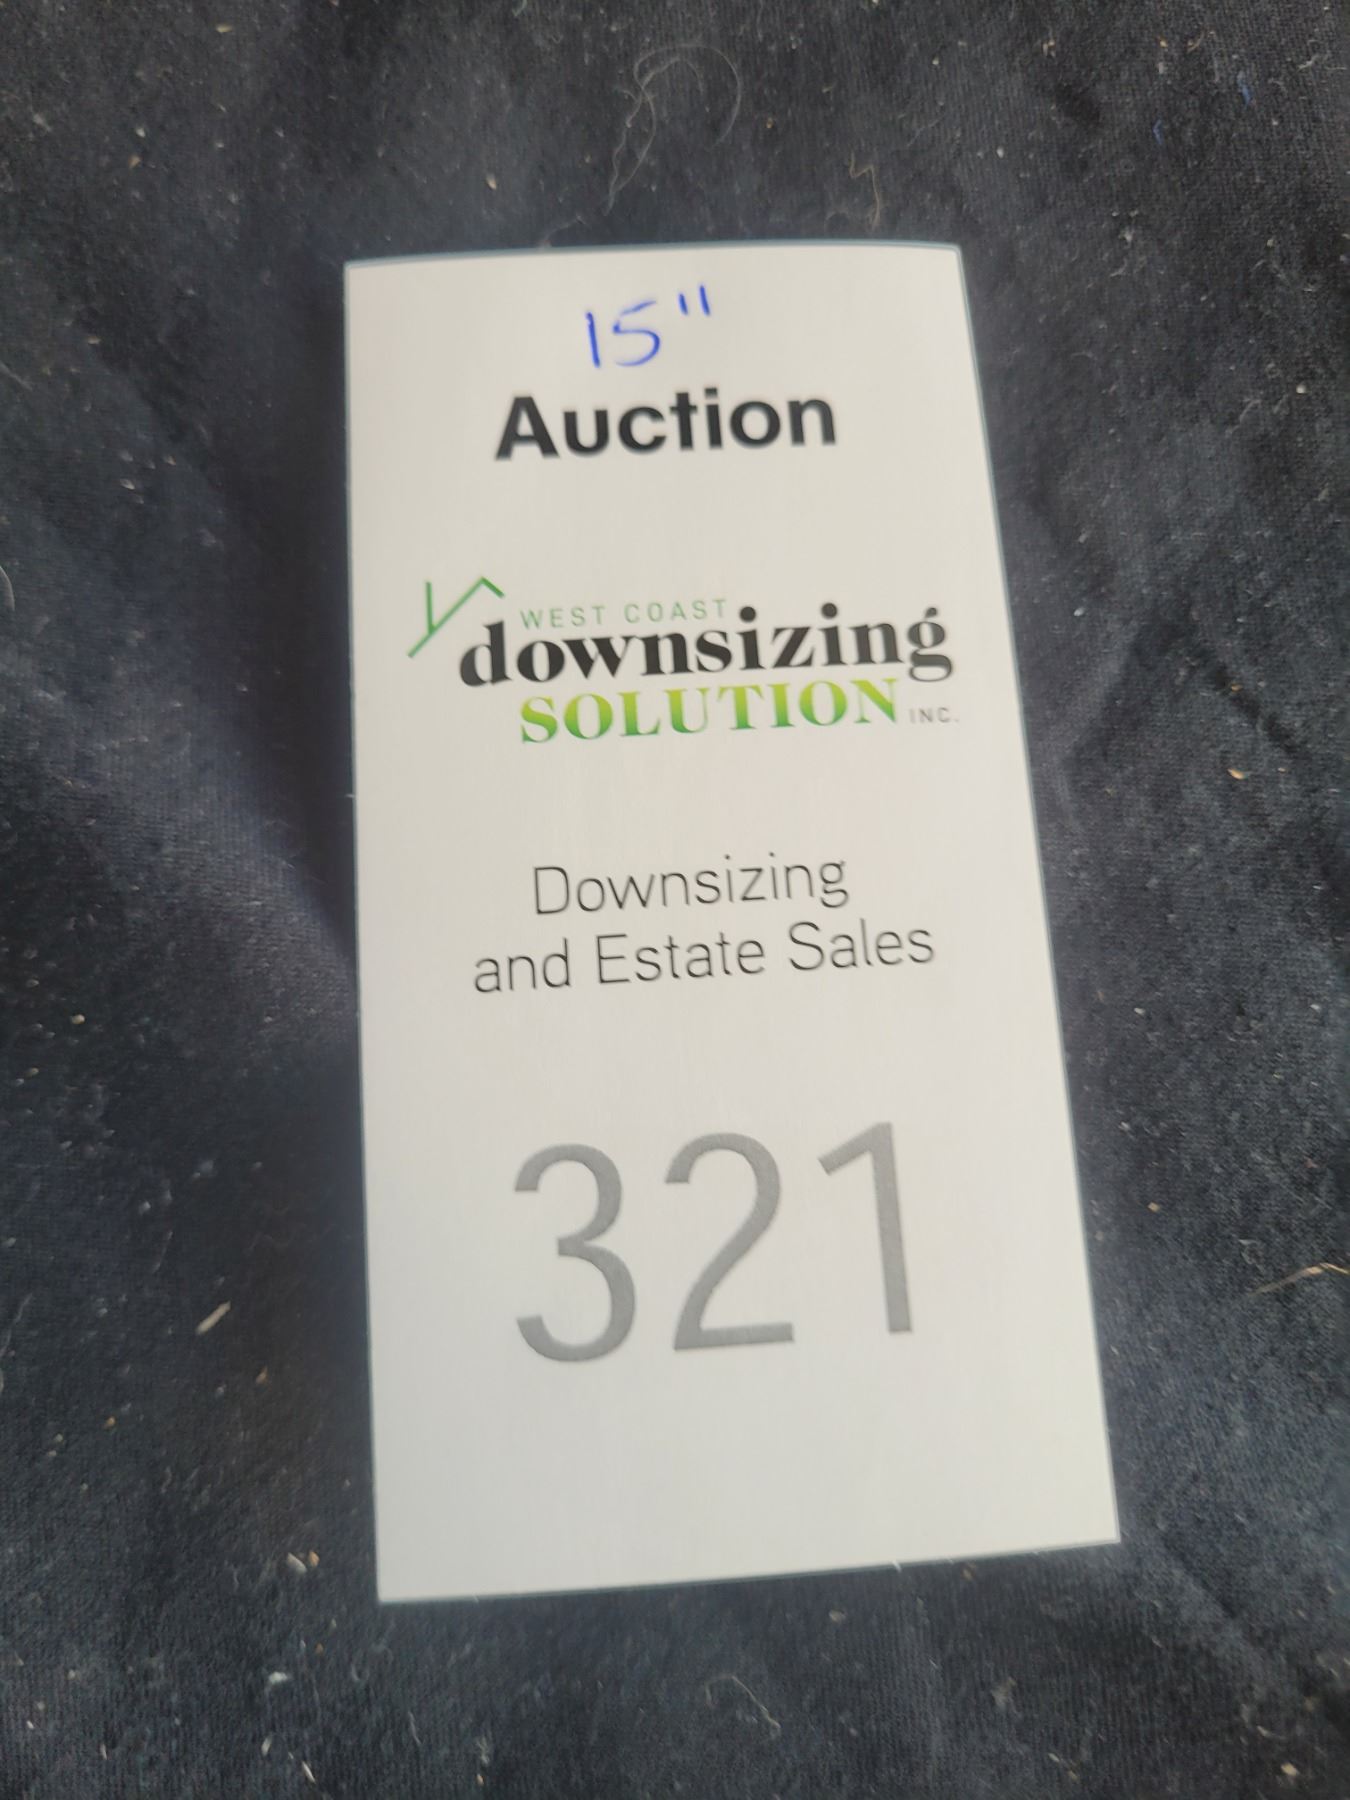 15"
Auction
WEST COAST
downsizing
SOLUTION INC.
Downsizing
and Estate Sales
321